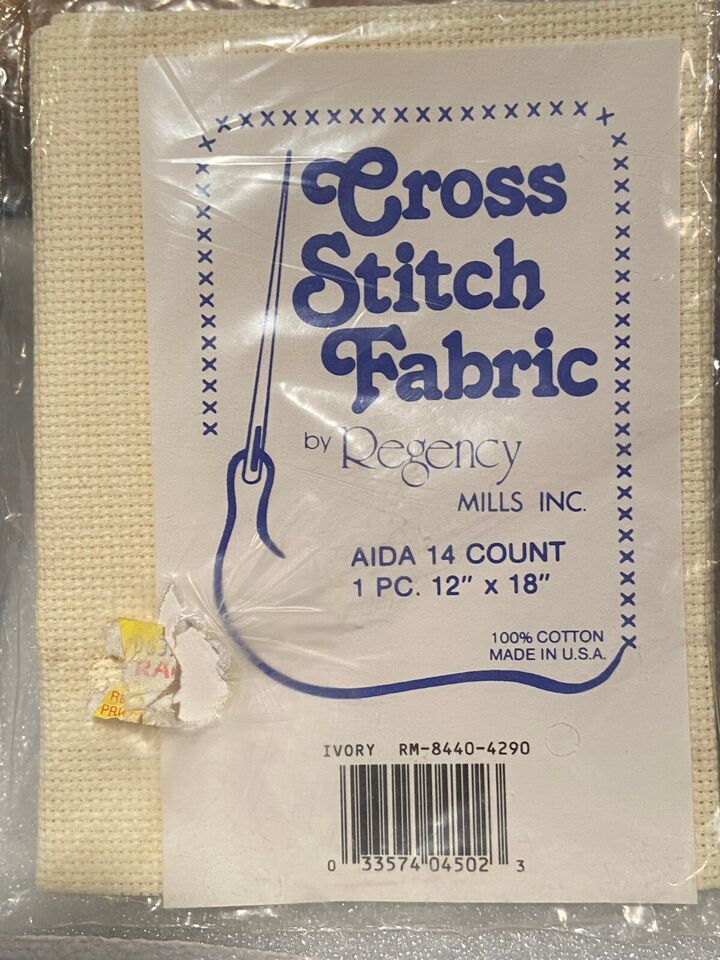 Cross
Stitch
Fabric
by Regency
MILLS INC.
AIDA 14 COUNT
1 PC. 12" x 18"
100% COTTON
MADE IN U.S.A.
IVORY RM-8440-4290
0 33574 04502 3